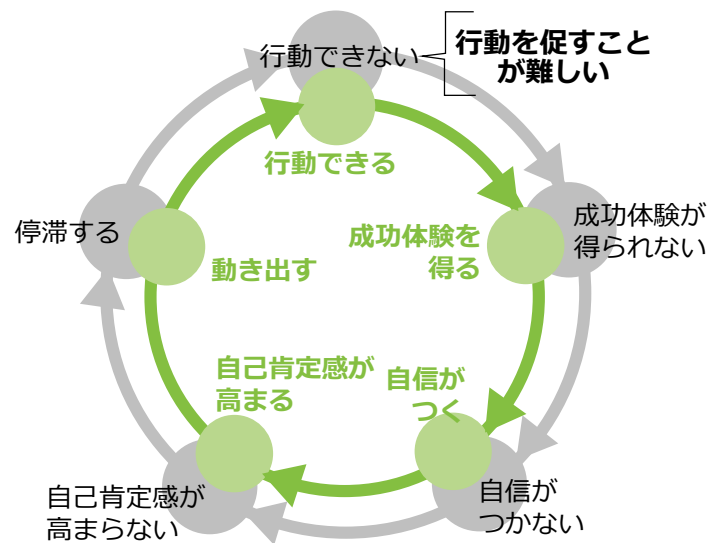 行動できない
行動を促すこと
が難しい
行動できる
成功体験が
得られない
成功体験を
得る
停滞する
動き出す
自己肯定感が
高まる
自信が
つく
自己肯定感が
高まらない
自信が
つかない